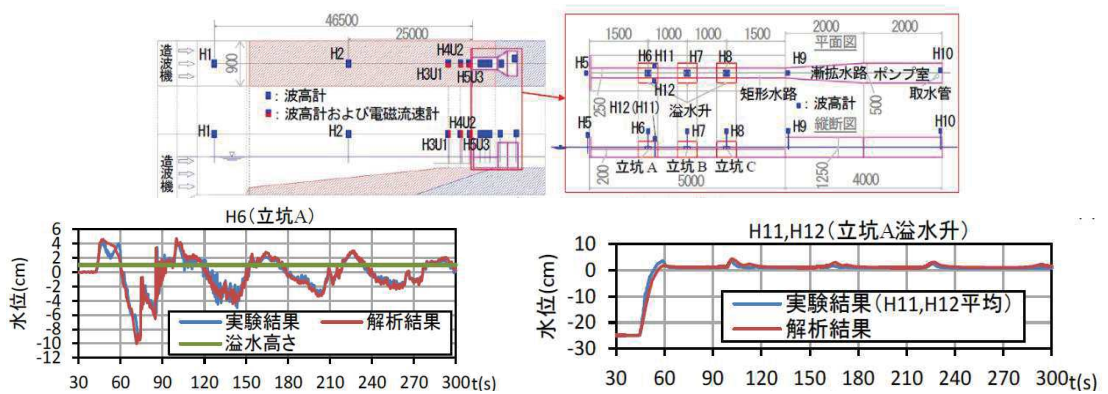 46500
25000
造波機
900
H1
H2
H4U2
H3U1
H5U3
:波高計
:波高計および電磁流速計
H1
H2
H4U2
H3U1
H5U3
造波機
2000 2000
1500 1000 1000 1500
平面図
H5
H6 H11 H7 H8 H9 H10
250
H12
溢水升
矩形水路
漸拡水路
ポンプ室
500
取水管
:波高計
縦断図
H12(H11)
H5 H6 H7 H8 H9 H10
立坑A 立坑B 立坑C
200
5000
1250
4000
H6(立坑A)
水位(cm)
6
4
2
0
-2
-4
-6
-8
-10
-12
実験結果 解析結果
溢水高さ
30 60 90 120 150 180 210 240 270 300 t(s)
H11,H12(立坑A溢水升)
水位(cm)
10
0
-10
-20
-30
実験結果(H11,H12平均)
解析結果
30 60 90 120 150 180 210 240 270 300 t(s)